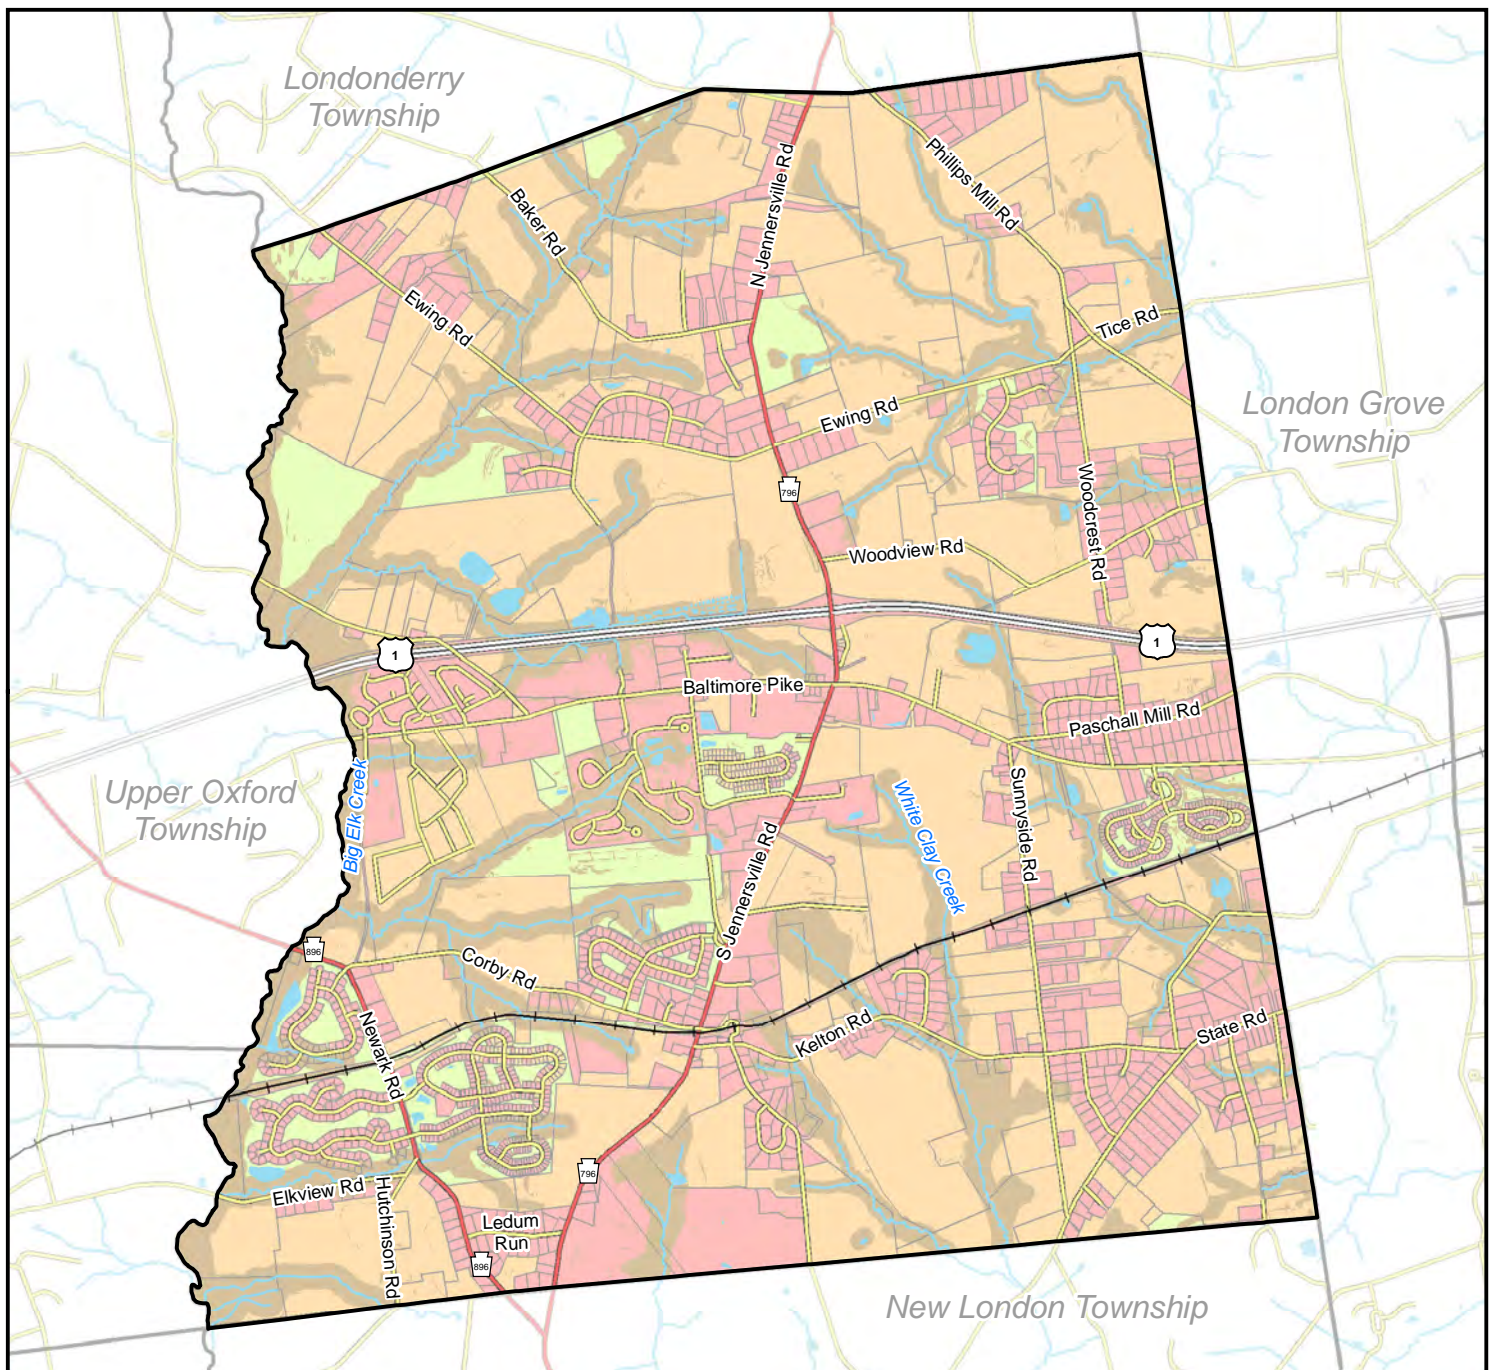 Londonderry
Township
N Jennersville Rd
Phillips Mill Rd
Baker Rd
Ewing Rd
Tice Rd
London Grove
Township
Ewing Rd
796
Woodcrest Rd
Woodview Rd
1
1
Baltimore Pike
Paschall Mill Rd
Upper Oxford
Township
Big Elk Creek
White Clay Creek
Sunnyside Rd
S Jennersville Rd
896
Corby Rd
Newark Rd
Kelton Rd
State Rd
796
Elkview Rd
Hutchinson Rd
Ledum
Run
896
New London Township